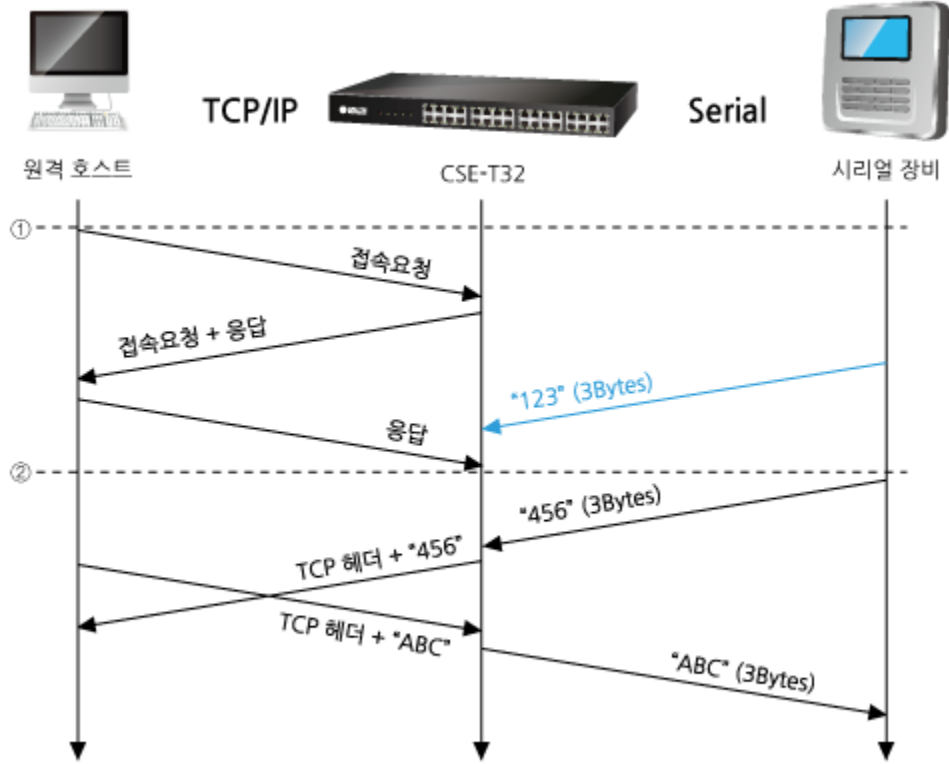 TCP/IP
Serial
원격 호스트
CSE-T32
시리얼 장비
①
접속요청
접속요청 + 응답
"123" (3Bytes)
응답
②
"456" (3Bytes)
TCP 헤더 + "456"
TCP 헤더 + "ABC"
"ABC" (3Bytes)